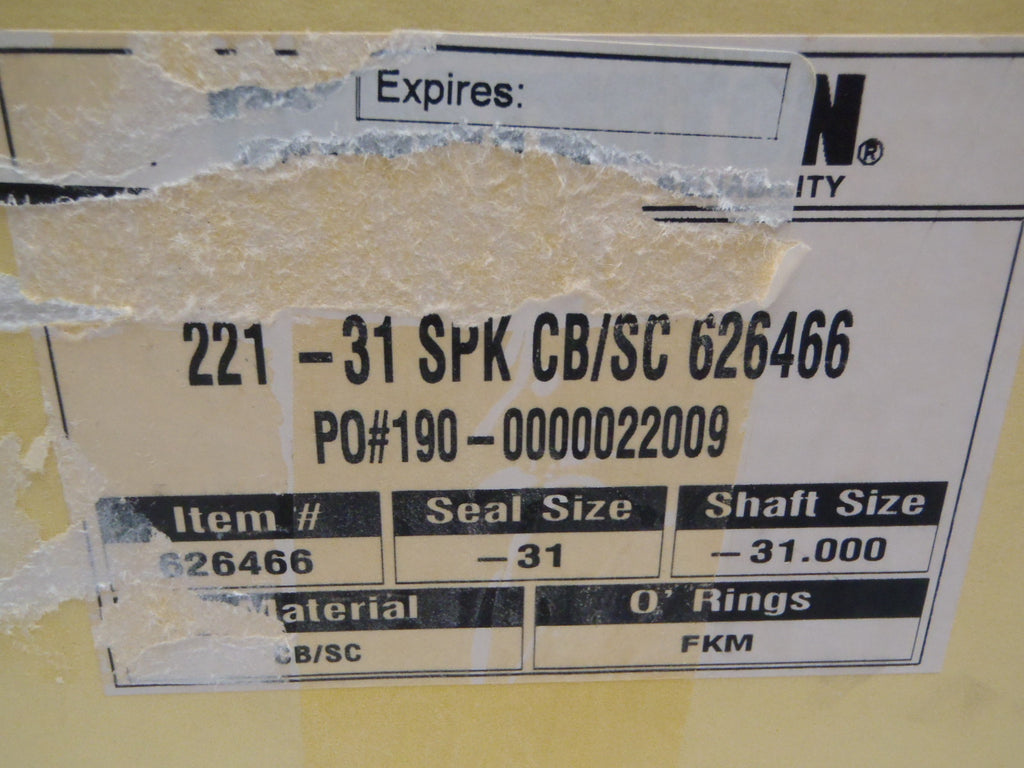 Expires:
N®
ITY
221 -31 SPK CB/SC 626466
PO#190-0000022009
Item # Seal Size Shaft Size
626466 -31 -31.000
Material O' Rings
CB/SC FKM